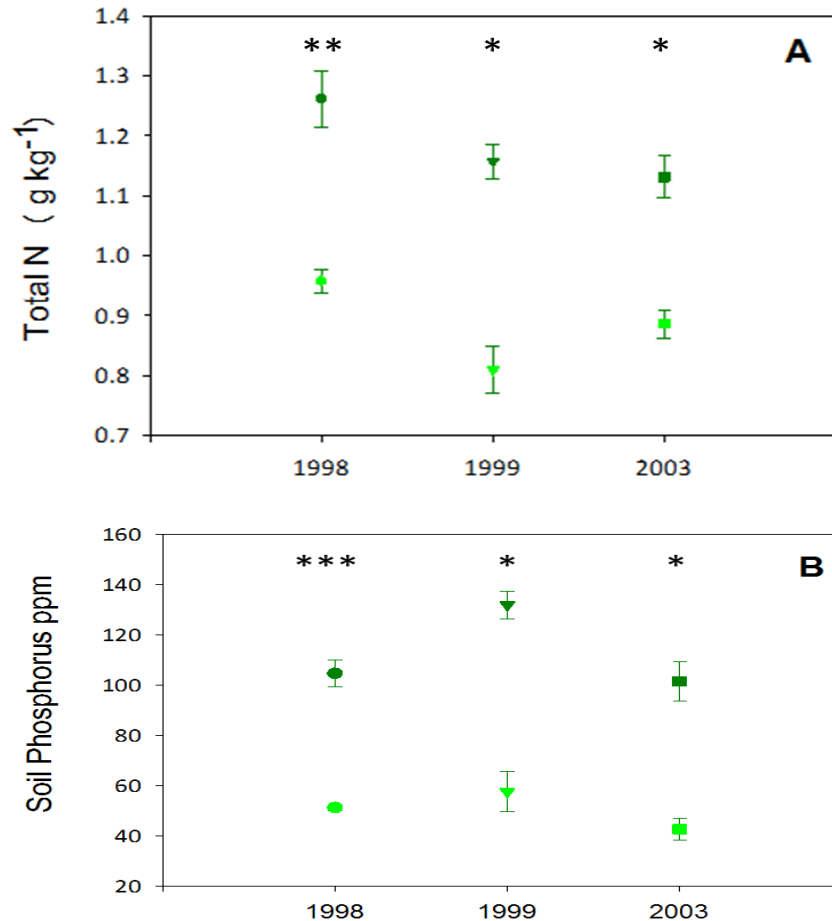 1.4
** * * A
1.3
1.2
1.1
1.0
0.9
0.8
0.7
Total N ( g kg⁻¹)
1998 1999 2003
160
*** * * B
140
120
100
80
60
40
20
Soil Phosphorus ppm
1998 1999 2003